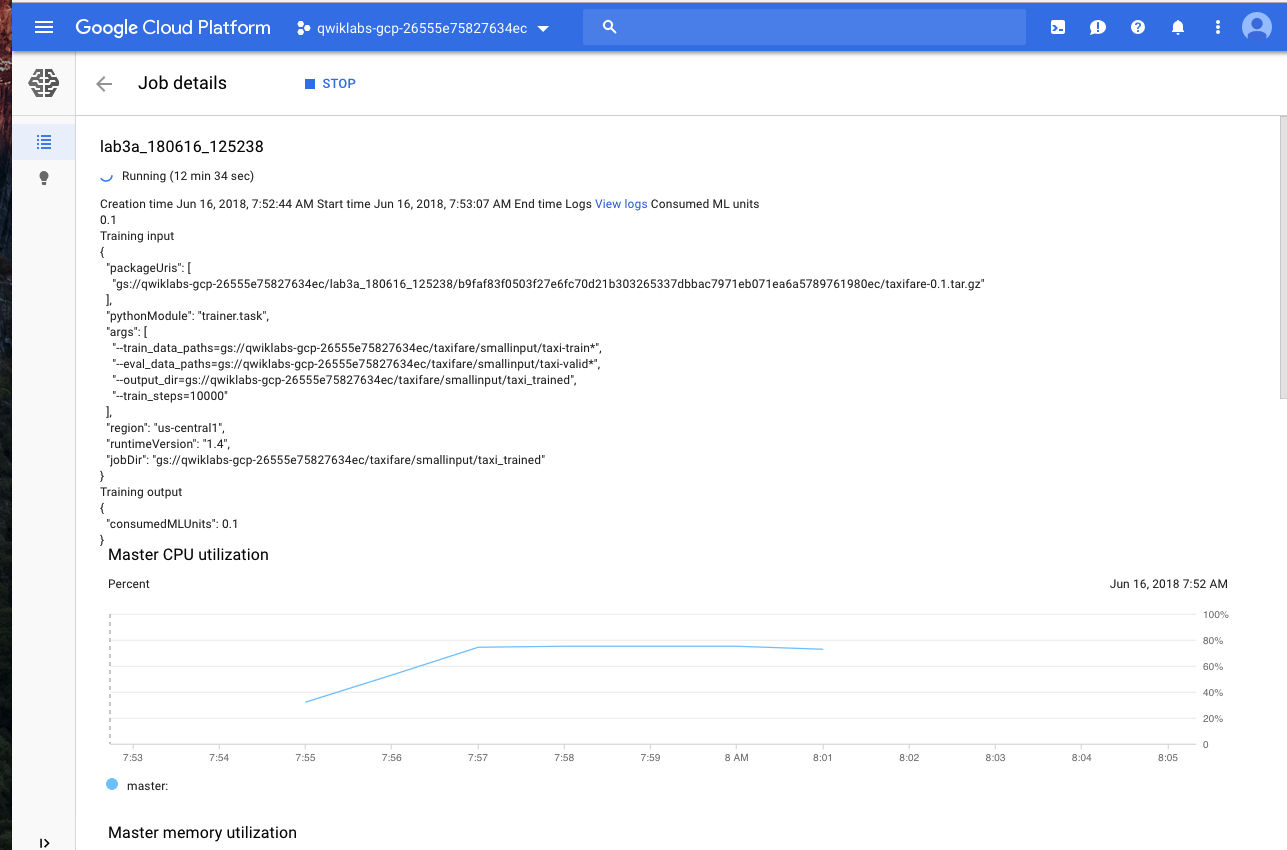 Google Cloud Platform
qwiklabs-gcp-26555e75827634ec
Job details
STOP
lab3a_180616_125238
Running (12 min 34 sec)
Creation time Jun 16, 2018, 7:52:44 AM Start time Jun 16, 2018, 7:53:07 AM End time Logs View logs Consumed ML units
0.1
Training input
{
"packageUris": [
"gs://qwiklabs-gcp-26555e75827634ec/lab3a_180616_125238/b9faf83f0503f27e6fc70d21b303265337dbbac7971eb071ea6a5789761980ec/taxifare-0.1.tar.gz"
],
"pythonModule": "trainer.task",
"args": [
"--train_data_paths=gs://qwiklabs-gcp-26555e75827634ec/taxifare/smallinput/taxi-train*",
"--eval_data_paths=gs://qwiklabs-gcp-26555e75827634ec/taxifare/smallinput/taxi-valid*",
"--output_dir=gs://qwiklabs-gcp-26555e75827634ec/taxifare/smallinput/taxi_trained",
"--train_steps=10000"
],
"region": "us-central1",
"runtimeVersion": "1.4",
"jobDir": "gs://qwiklabs-gcp-26555e75827634ec/taxifare/smallinput/taxi_trained"
}
Training output
{
"consumedMLUnits": 0.1
}
Master CPU utilization
Percent
Jun 16, 2018 7:52 AM
100%
80%
60%
40%
20%
0
7:53 7:54 7:55 7:56 7:57 7:58 7:59 8 AM 8:01 8:02 8:03 8:04 8:05
master:
Master memory utilization